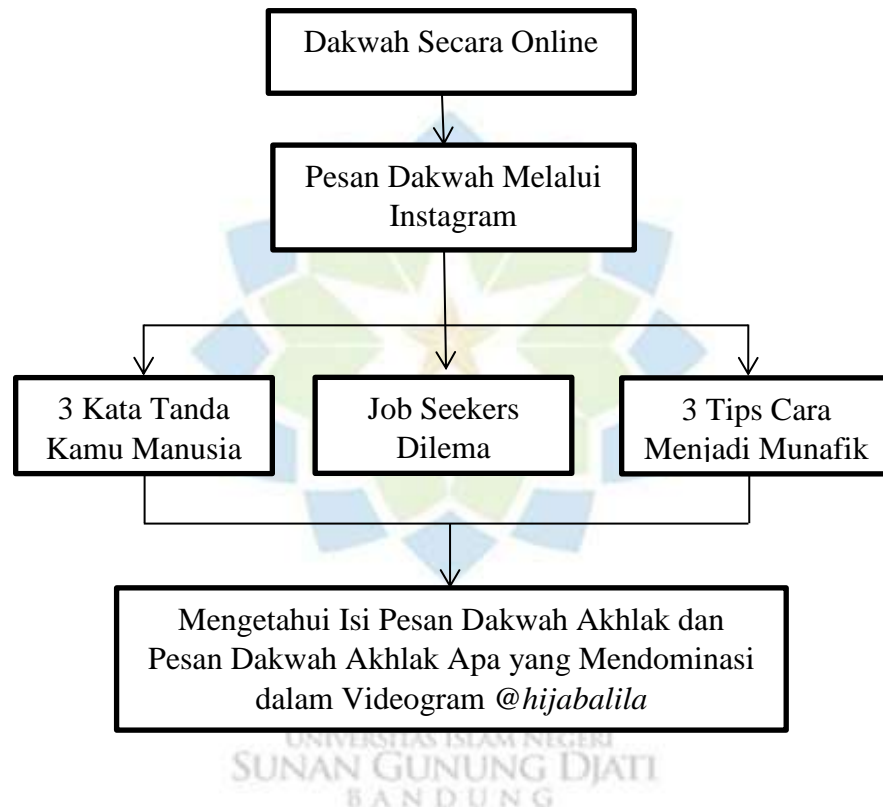 Dakwah Secara Online
Pesan Dakwah Melalui
Instagram
3 Kata Tanda
Kamu Manusia
Job Seekers
Dilema
3 Tips Cara
Menjadi Munafik
Mengetahui Isi Pesan Dakwah Akhlak dan
Pesan Dakwah Akhlak Apa yang Mendominasi
dalam Videogram @hijabalila
UNIVERSITAS ISLAM NEGERI
SUNAN GUNUNG DJATI
BANDUNG